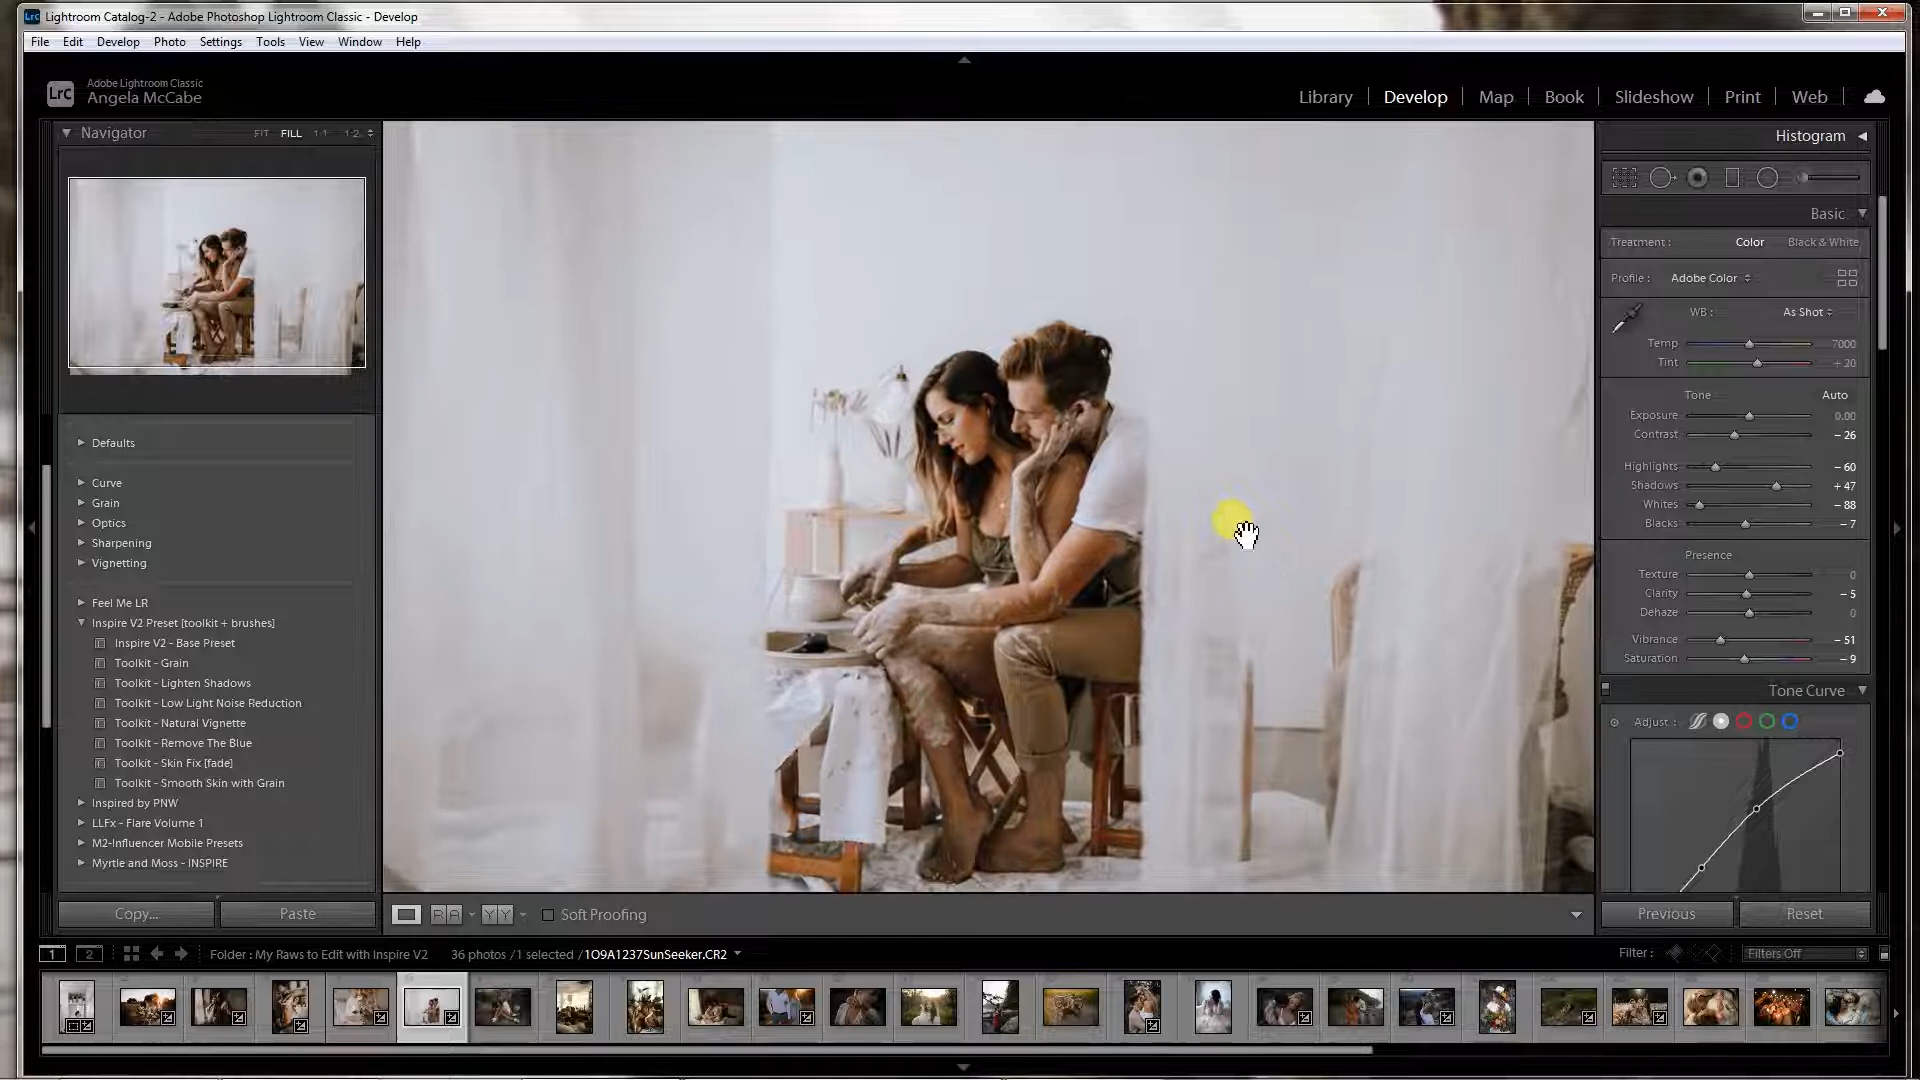 Lightroom Catalog-2 - Adobe Photoshop Lightroom Classic - Develop
File Edit Develop Photo Settings Tools View Window Help
Lrc
Adobe Lightroom Classic
Angela McCabe
Library Develop Map Book Slideshow Print Web
Navigator FIT FILL 1:1 1:2
Histogram
Basic
Treatment : Color Black & White
Profile : Adobe Color
WB : As Shot
Temp 7000
Tint + 20
Tone Auto
Exposure 0.00
Contrast - 26
Highlights - 60
Shadows + 47
Whites - 88
Blacks - 7
Presence
Texture 0
Clarity - 5
Dehaze 0
Vibrance - 51
Saturation - 9
Tone Curve
Adjust :
Defaults
Curve
Grain
Optics
Sharpening
Vignetting
Feel Me LR
Inspire V2 Preset [toolkit + brushes]
Inspire V2 - Base Preset
Toolkit - Grain
Toolkit - Lighten Shadows
Toolkit - Low Light Noise Reduction
Toolkit - Natural Vignette
Toolkit - Remove The Blue
Toolkit - Skin Fix [fade]
Toolkit - Smooth Skin with Grain
Inspired by PNW
LLFx - Flare Volume 1
M2-Influencer Mobile Presets
Myrtle and Moss - INSPIRE
Copy... Paste
R A Y Y Soft Proofing
Previous Reset
1 2 Folder : My Raws to Edit with Inspire V2 36 photos /1 selected /1O9A1237SunSeeker.CR2 Filter : Filters Off